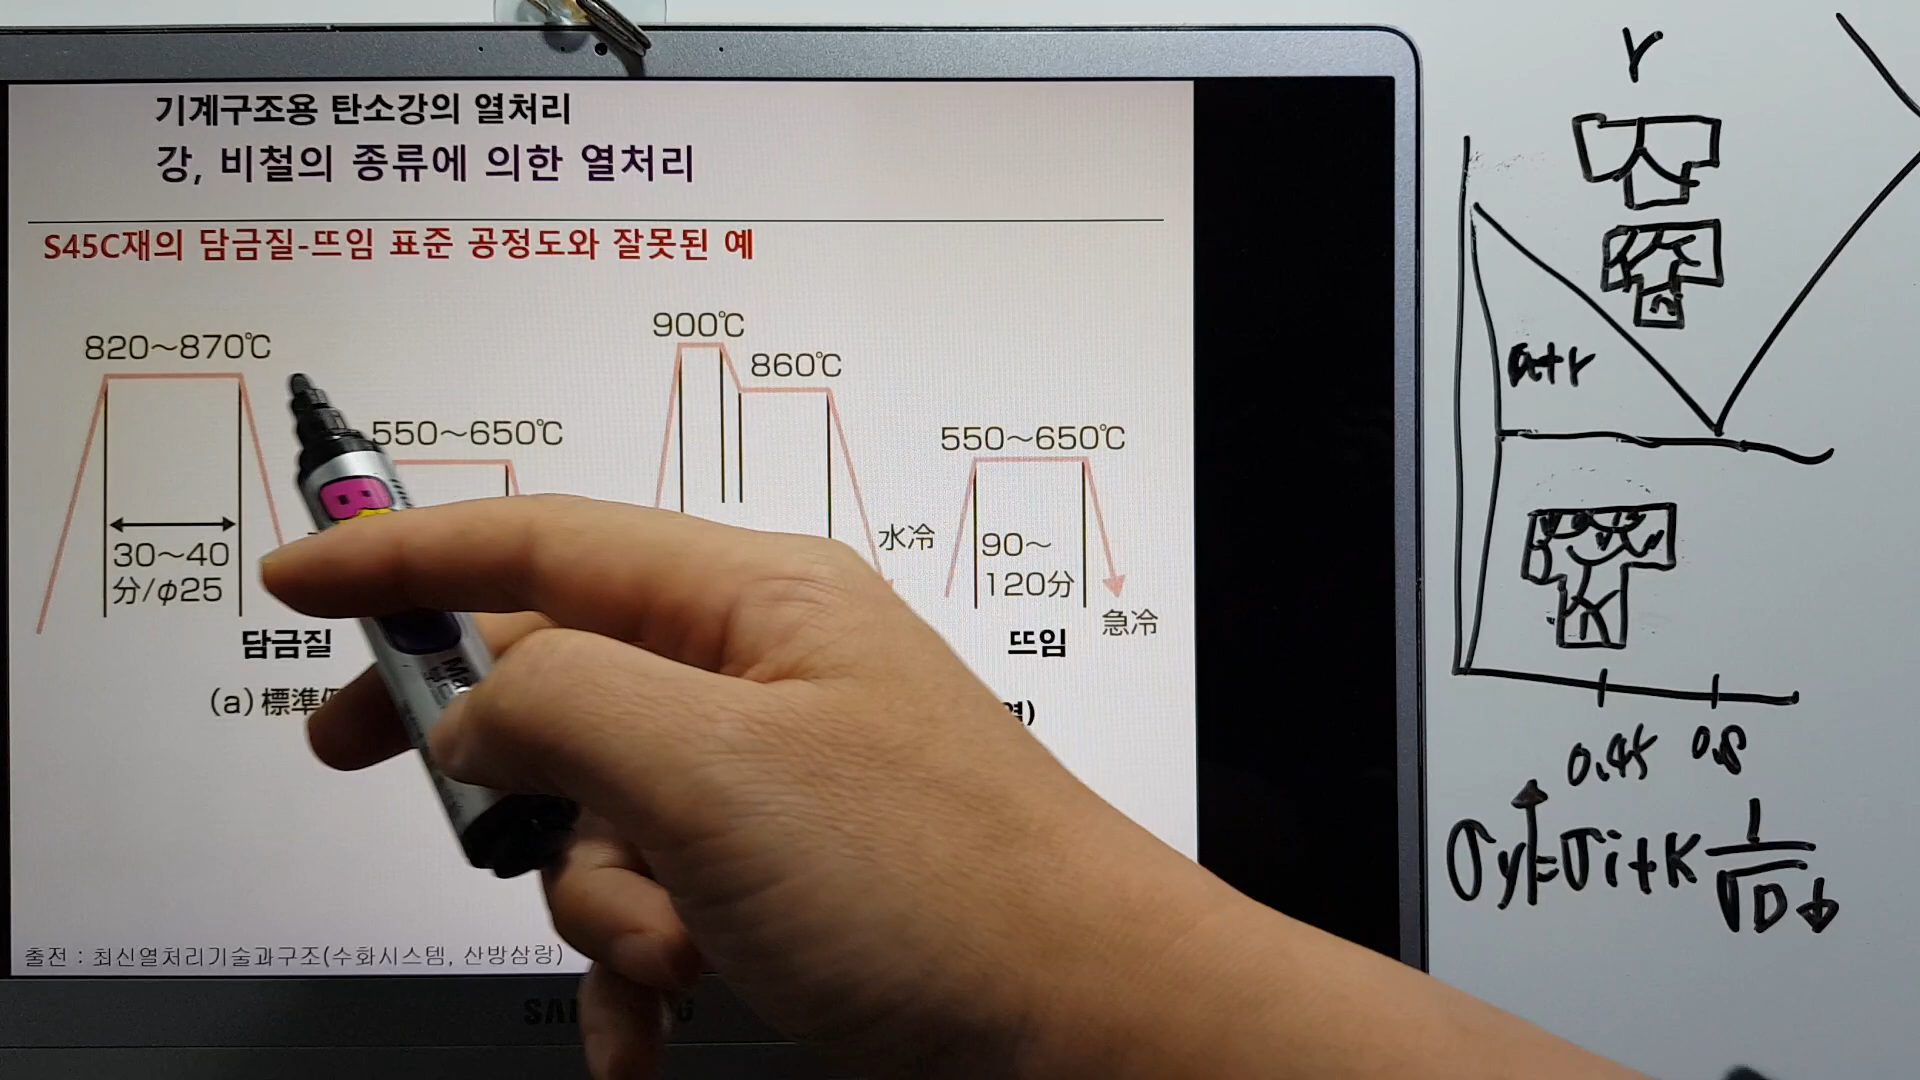 기계구조용 탄소강의 열처리
강, 비철의 종류에 의한 열처리
S45C재의 담금질-뜨임 표준 공정도와 잘못된 예
820~870℃
550~650℃
30~40
分/φ25
담금질
(a) 標準
900℃
860℃
水冷
550~650℃
90~
120分
急冷
뜨임
출전 : 최신열처리기술과구조(수화시스템, 산방삼랑)
r
α+r
0.45
0.8
σy=σi+K 1/√D